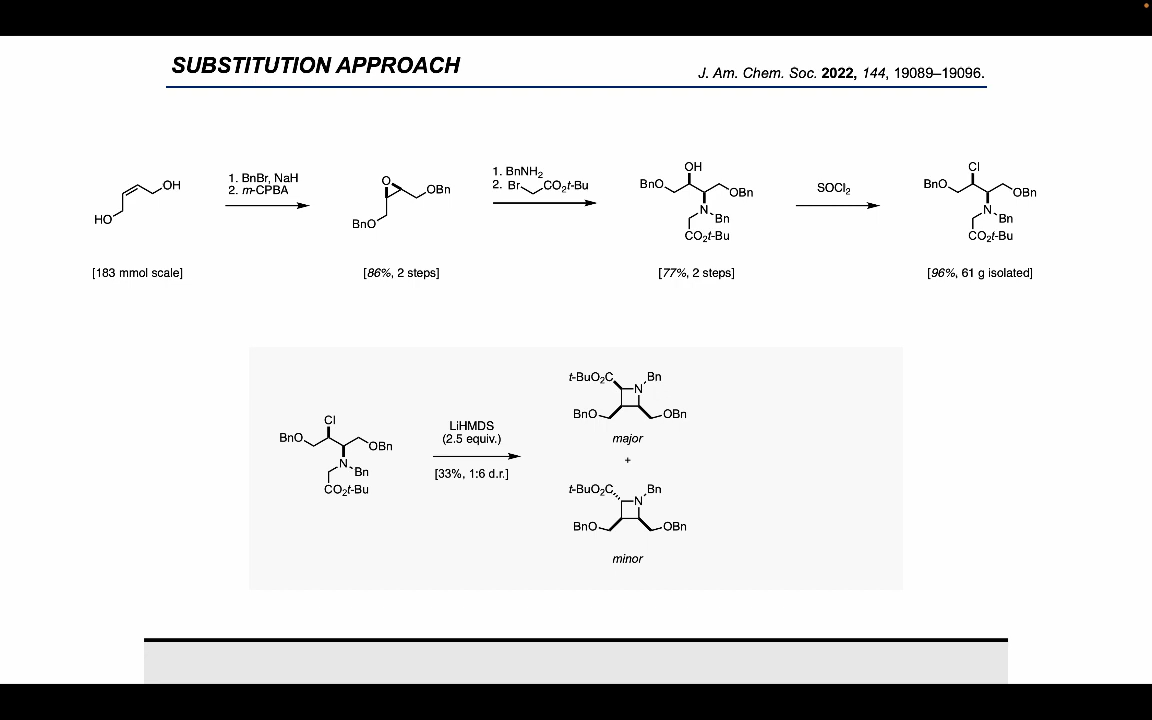 SUBSTITUTION APPROACH
J. Am. Chem. Soc. 2022, 144, 19089–19096.
OH
HO
[183 mmol scale]
1. BnBr, NaH
2. m-CPBA
O
OBn
BnO
[86%, 2 steps]
1. BnNH₂
2. Br CO₂t-Bu
OH
BnO
OBn
N
Bn
CO₂t-Bu
[77%, 2 steps]
SOCl₂
Cl
BnO
OBn
N
Bn
CO₂t-Bu
[96%, 61 g isolated]
Cl
BnO
OBn
N
Bn
CO₂t-Bu
LiHMDS
(2.5 equiv.)
[33%, 1:6 d.r.]
t-BuO₂C Bn
N
BnO OBn
major
+
t-BuO₂C Bn
N
BnO OBn
minor